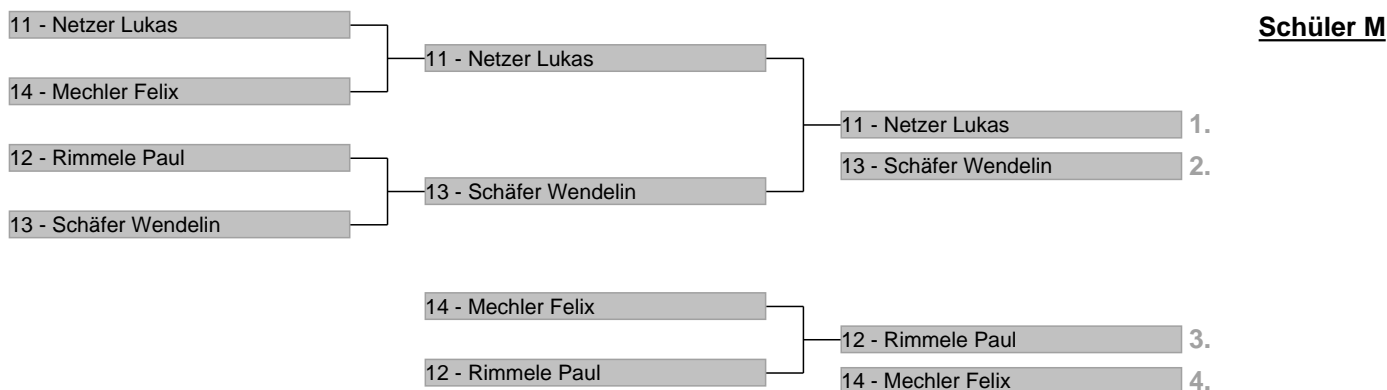 Schüler M
11 - Netzer Lukas
14 - Mechler Felix
12 - Rimmele Paul
13 - Schäfer Wendelin
11 - Netzer Lukas
13 - Schäfer Wendelin
11 - Netzer Lukas 1.
13 - Schäfer Wendelin 2.
14 - Mechler Felix
12 - Rimmele Paul
12 - Rimmele Paul 3.
14 - Mechler Felix 4.